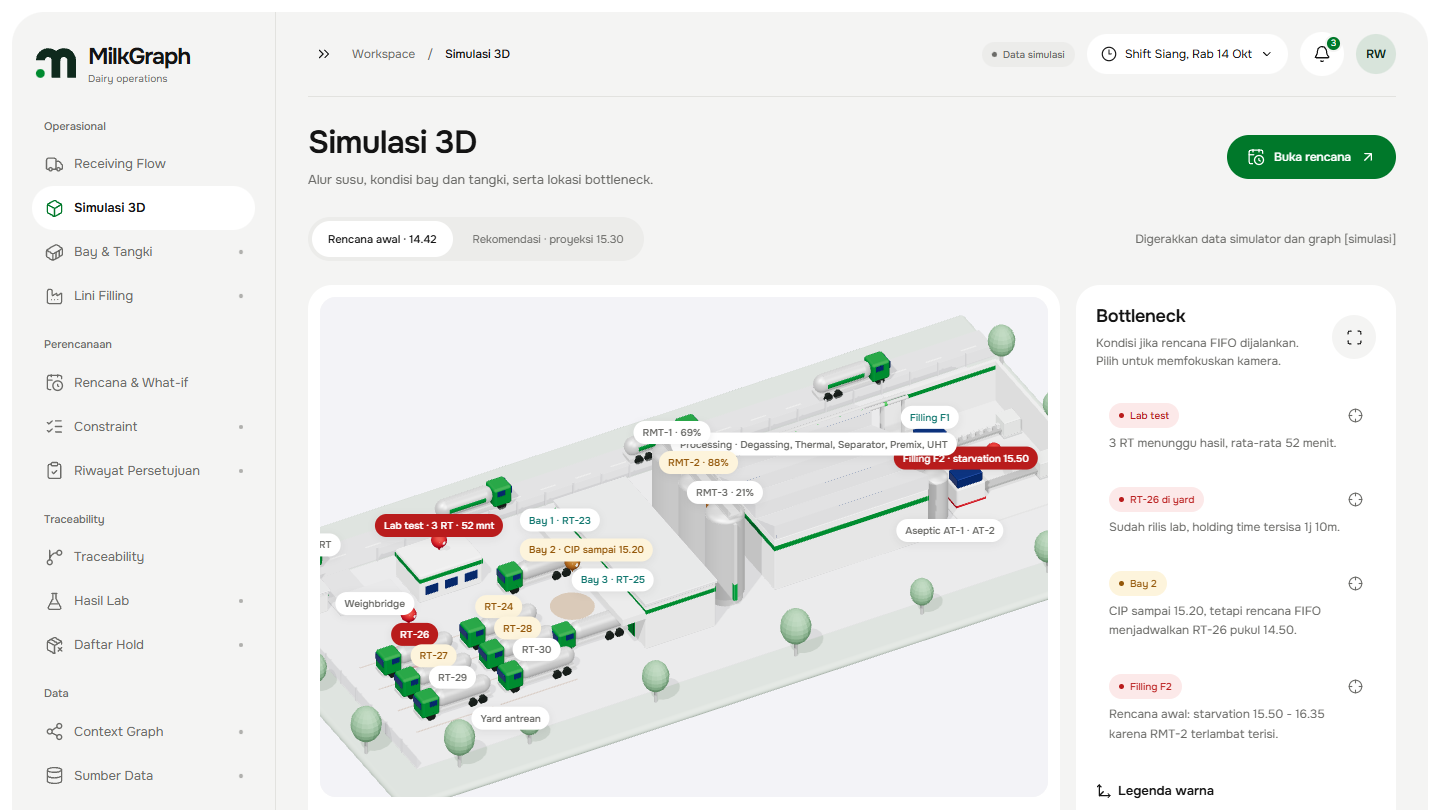 MilkGraph
Dairy operations
Operasional
Receiving Flow
Simulasi 3D
Bay & Tangki
Lini Filling
Perencanaan
Rencana & What-if
Constraint
Riwayat Persetujuan
Traceability
Traceability
Hasil Lab
Daftar Hold
Data
Context Graph
Sumber Data
Workspace / Simulasi 3D
Data simulasi
Shift Siang, Rab 14 Okt
3
RW
Simulasi 3D
Alur susu, kondisi bay dan tangki, serta lokasi bottleneck.
Buka rencana
Rencana awal · 14.42
Rekomendasi · proyeksi 15.30
Digerakkan data simulator dan graph [simulasi]
Filling F1
RMT-1 · 69%
Processing · Degassing, Thermal, Separator, Premix, UHT
RMT-2 · 88%
Filling F2 · starvation 15.50
RMT-3 · 21%
Lab test · 3 RT · 52 mnt
Bay 1 · RT-23
Aseptic AT-1 · AT-2
RT
Bay 2 · CIP sampai 15.20
Bay 3 · RT-25
Weighbridge
RT-24
RT-28
RT-26
RT-30
RT-27
RT-29
Yard antrean
Bottleneck
Kondisi jika rencana FIFO dijalankan.
Pilih untuk memfokuskan kamera.
Lab test
3 RT menunggu hasil, rata-rata 52 menit.
RT-26 di yard
Sudah rilis lab, holding time tersisa 1j 10m.
Bay 2
CIP sampai 15.20, tetapi rencana FIFO
menjadwalkan RT-26 pukul 14.50.
Filling F2
Rencana awal: starvation 15.50 - 16.35
karena RMT-2 terlambat terisi.
Legenda warna